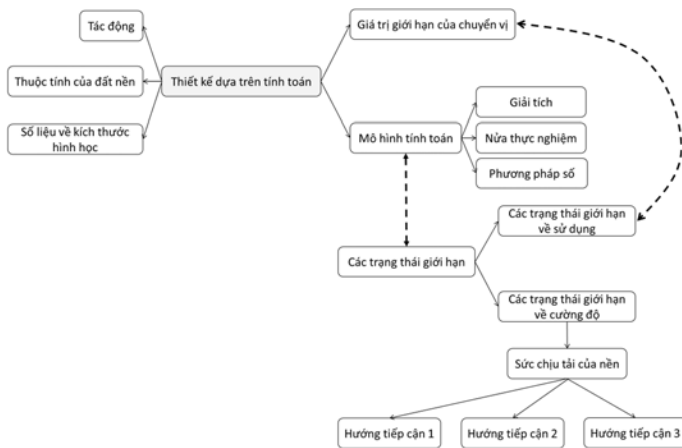 Tác động
Thuộc tính của đất nền
Số liệu về kích thước
hình học
Thiết kế dựa trên tính toán
Giá trị giới hạn của chuyển vị
Mô hình tính toán
Giải tích
Nửa thực nghiệm
Phương pháp số
Các trạng thái giới hạn
Các trạng thái giới hạn
về sử dụng
Các trạng thái giới hạn
về cường độ
Sức chịu tải của nền
Hướng tiếp cận 1
Hướng tiếp cận 2
Hướng tiếp cận 3